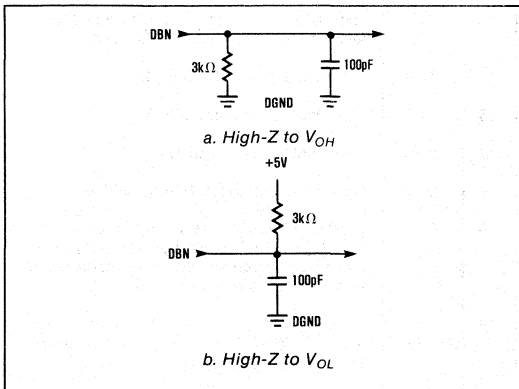 DBN
3kΩ
100pF
DGND
a. High-Z to VOH
+5V
3kΩ
DBN
100pF
DGND
b. High-Z to VOL